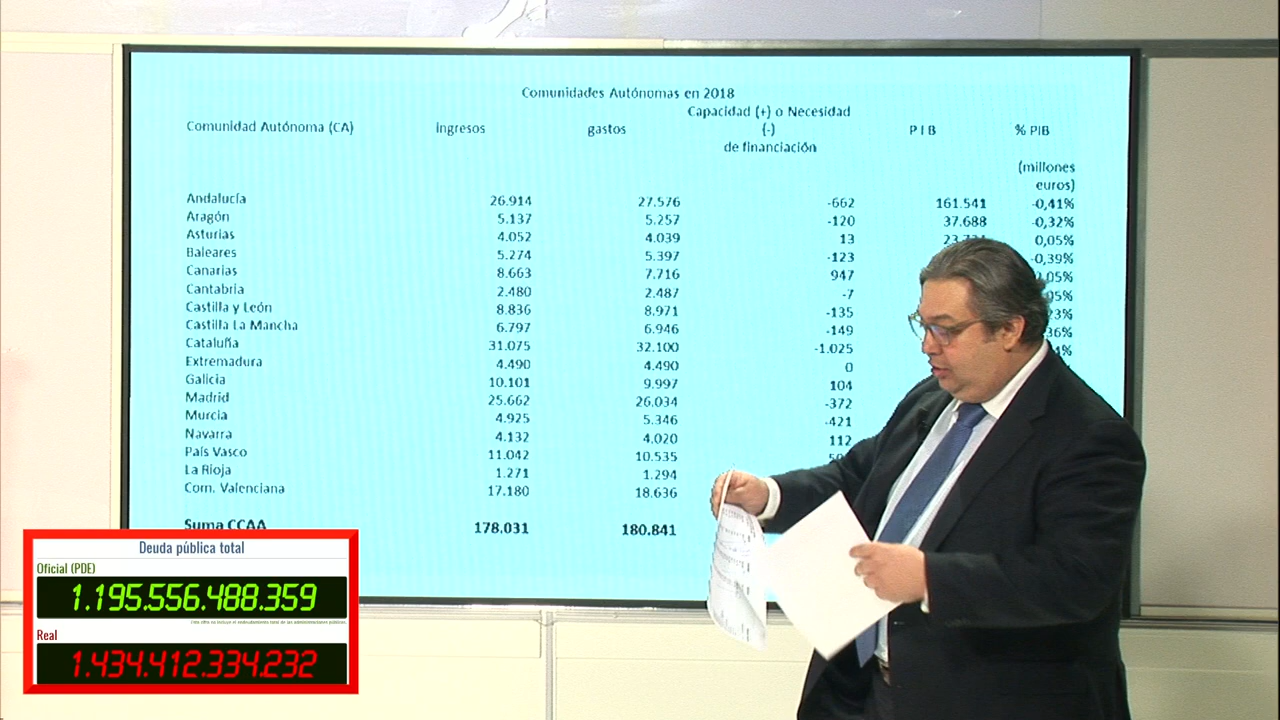 Comunidades Autónomas en 2018
Comunidad Autónoma (CA) ingresos gastos Capacidad (+) o Necesidad (-) de financiación P I B % PIB
(millones euros)
Andalucía 26.914 27.576 -662 161.541 -0,41%
Aragón 5.137 5.257 -120 37.688 -0,32%
Asturias 4.052 4.039 13 0,05%
Baleares 5.274 5.397 -123 -0,39%
Canarias 8.663 7.716 947
Cantabria 2.480 2.487 -7
Castilla y León 8.836 8.971 -135
Castilla La Mancha 6.797 6.946 -149
Cataluña 31.075 32.100 -1.025
Extremadura 4.490 4.490 0
Galicia 10.101 9.997 104
Madrid 25.662 26.034 -372
Murcia 4.925 5.346 -421
Navarra 4.132 4.020 112
País Vasco 11.042 10.535
La Rioja 1.271 1.294
Com. Valenciana 17.180 18.636
Suma CCAA 178.031 180.841
Deuda pública total
Oficial (PDE)
1.195.556.488.359
Real
1.434.412.334.232